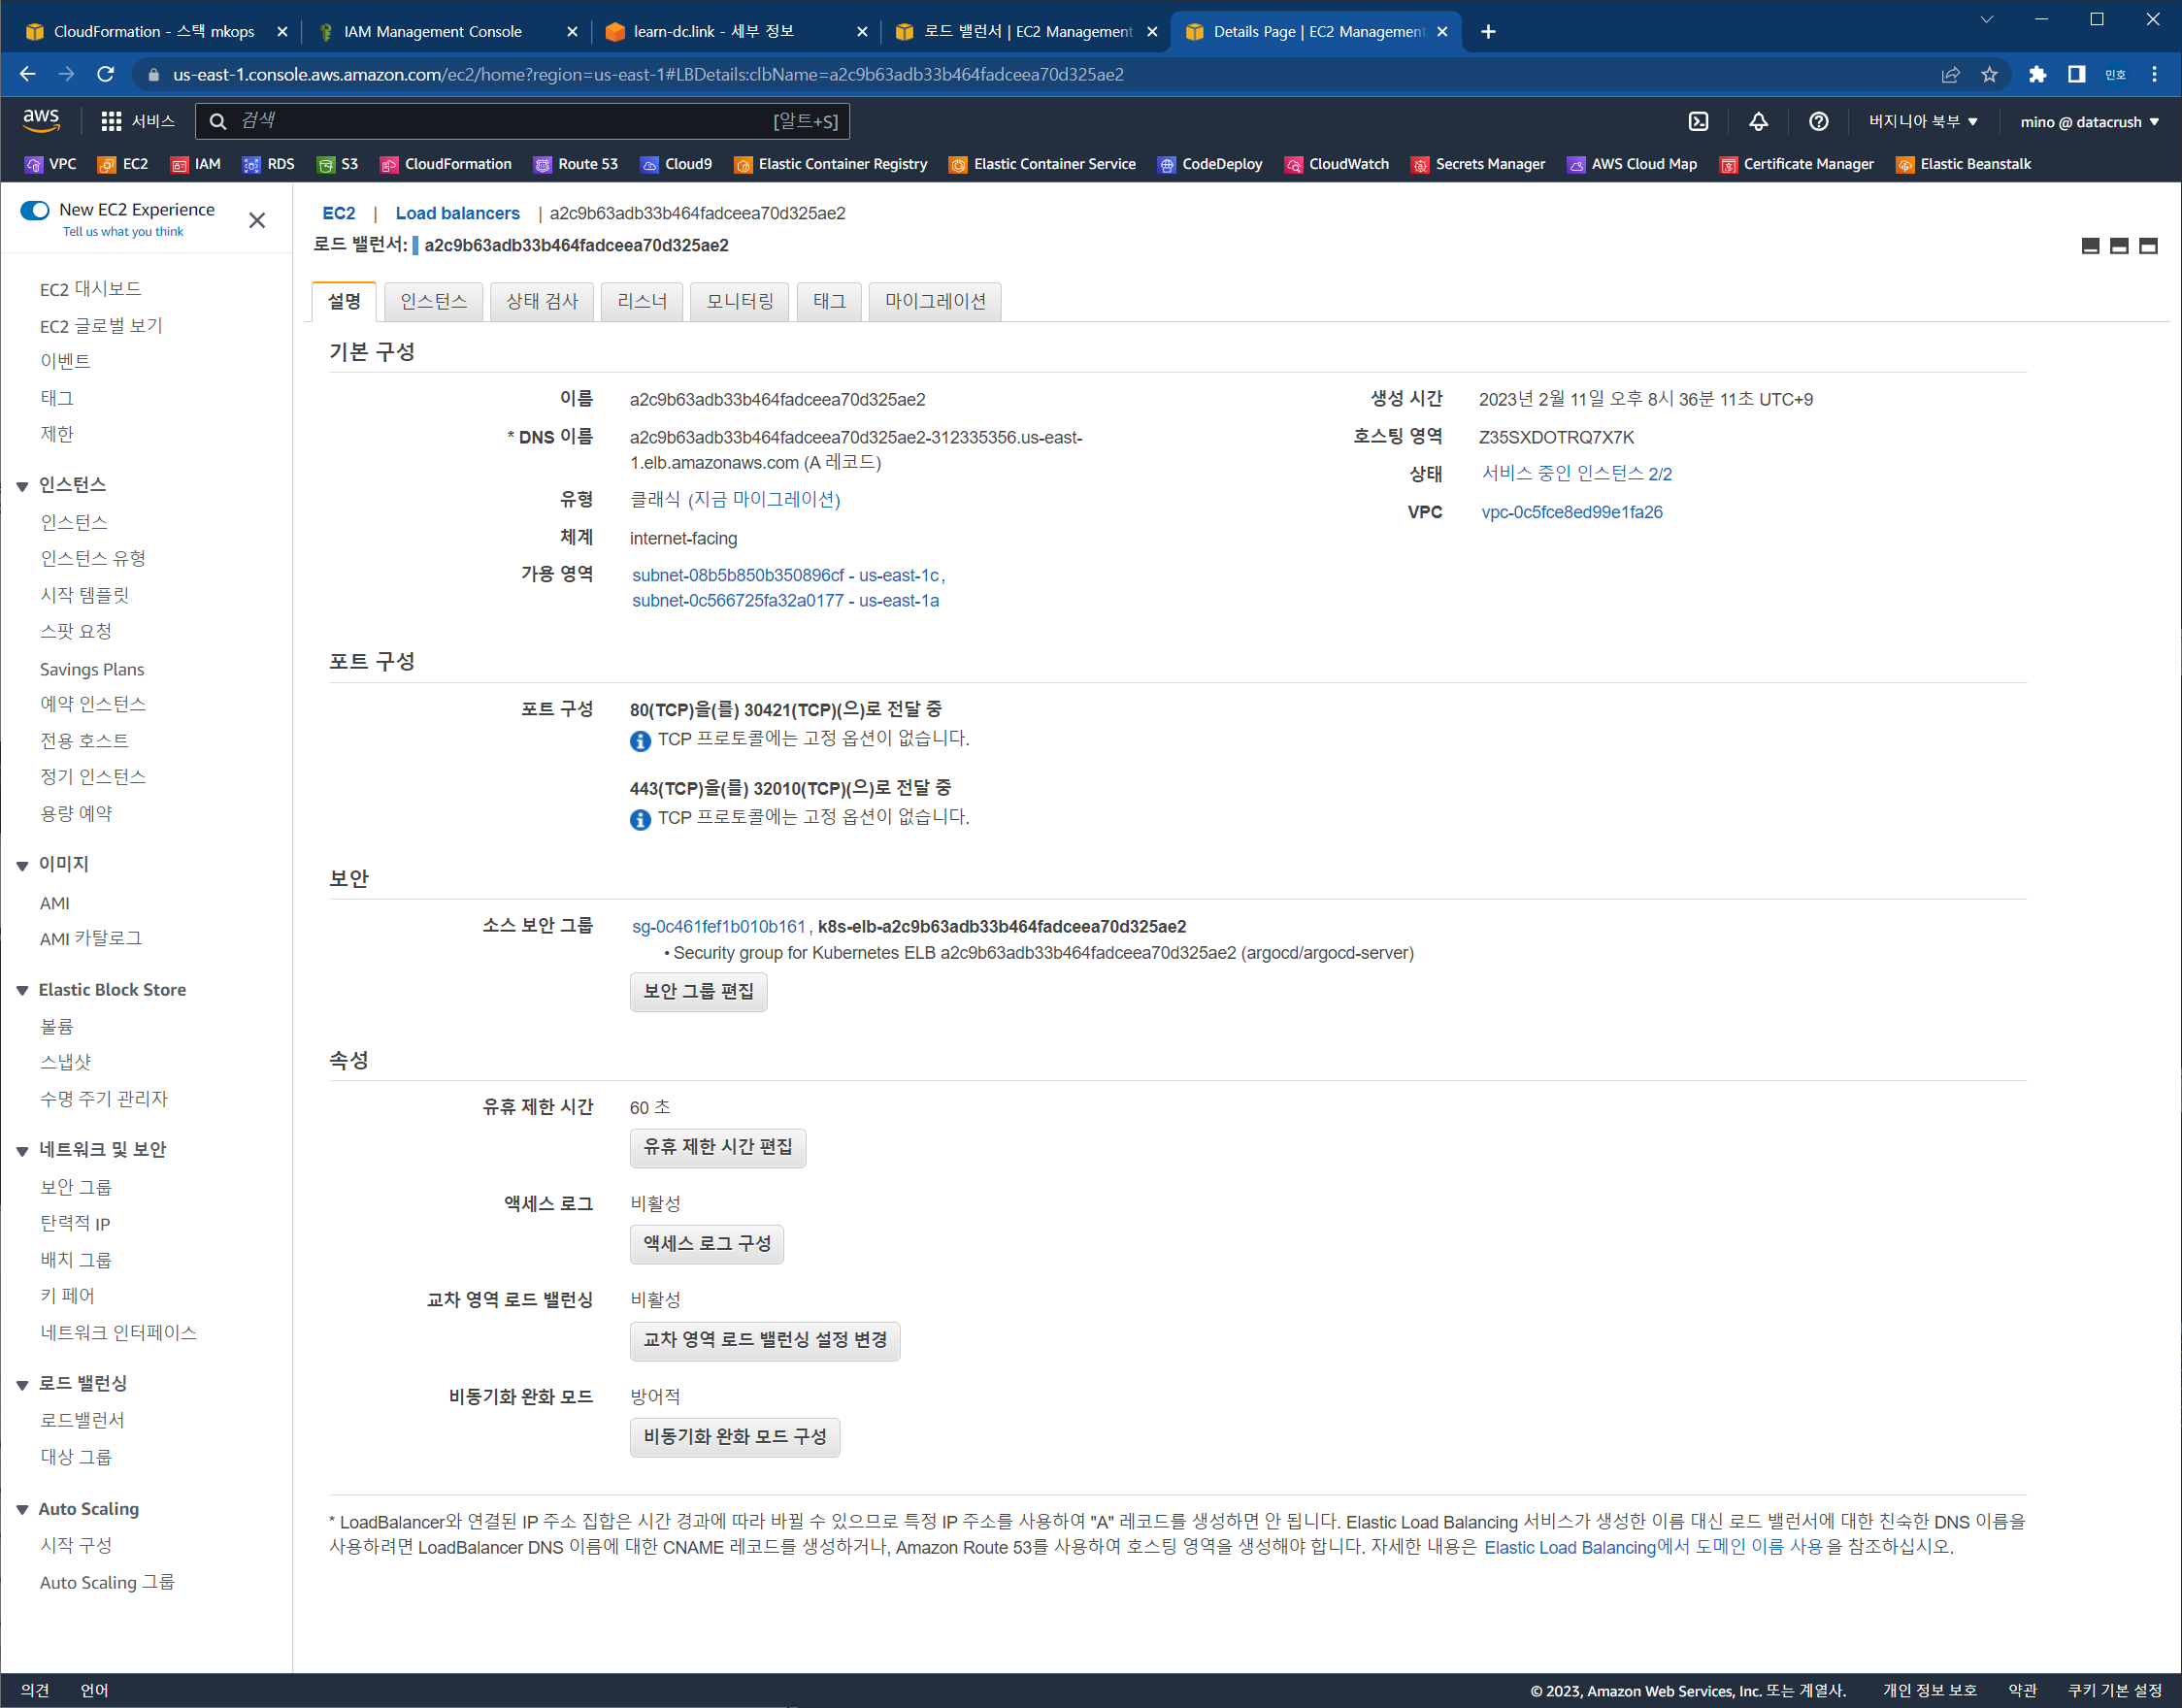 CloudFormation - 스택 mkops
IAM Management Console
learn-dc.link - 세부 정보
로드 밸런서 | EC2 Management
Details Page | EC2 Management
us-east-1.console.aws.amazon.com/ec2/home?region=us-east-1#LBDetails:clbName=a2c9b63adb33b464fadceea70d325ae2
민호
aws
서비스
검색
[알트+S]
버지니아 북부
mino @ datacrush
VPC
EC2
IAM
RDS
S3
CloudFormation
Route 53
Cloud9
Elastic Container Registry
Elastic Container Service
CodeDeploy
CloudWatch
Secrets Manager
AWS Cloud Map
Certificate Manager
Elastic Beanstalk
New EC2 Experience
Tell us what you think
EC2 대시보드
EC2 글로벌 보기
이벤트
태그
제한
인스턴스
인스턴스
인스턴스 유형
시작 템플릿
스팟 요청
Savings Plans
예약 인스턴스
전용 호스트
정기 인스턴스
용량 예약
이미지
AMI
AMI 카탈로그
Elastic Block Store
볼륨
스냅샷
수명 주기 관리자
네트워크 및 보안
보안 그룹
탄력적 IP
배치 그룹
키 페어
네트워크 인터페이스
로드 밸런싱
로드밸런서
대상 그룹
Auto Scaling
시작 구성
Auto Scaling 그룹
EC2 | Load balancers | a2c9b63adb33b464fadceea70d325ae2
로드 밸런서: a2c9b63adb33b464fadceea70d325ae2
설명
인스턴스
상태 검사
리스너
모니터링
태그
마이그레이션
기본 구성
이름 a2c9b63adb33b464fadceea70d325ae2
* DNS 이름 a2c9b63adb33b464fadceea70d325ae2-312335356.us-east-
1.elb.amazonaws.com (A 레코드)
유형 클래식 (지금 마이그레이션)
체계 internet-facing
가용 영역 subnet-08b5b850b350896cf - us-east-1c,
subnet-0c566725fa32a0177 - us-east-1a
생성 시간 2023년 2월 11일 오후 8시 36분 11초 UTC+9
호스팅 영역 Z35SXDOTRQ7X7K
상태 서비스 중인 인스턴스 2/2
VPC vpc-0c5fce8ed99e1fa26
포트 구성
포트 구성 80(TCP)을(를) 30421(TCP)(으)로 전달 중
TCP 프로토콜에는 고정 옵션이 없습니다.
443(TCP)을(를) 32010(TCP)(으)로 전달 중
TCP 프로토콜에는 고정 옵션이 없습니다.
보안
소스 보안 그룹 sg-0c461fef1b010b161, k8s-elb-a2c9b63adb33b464fadceea70d325ae2
• Security group for Kubernetes ELB a2c9b63adb33b464fadceea70d325ae2 (argocd/argocd-server)
보안 그룹 편집
속성
유휴 제한 시간 60 초
유휴 제한 시간 편집
액세스 로그 비활성
액세스 로그 구성
교차 영역 로드 밸런싱 비활성
교차 영역 로드 밸런싱 설정 변경
비동기화 완화 모드 방어적
비동기화 완화 모드 구성
* LoadBalancer와 연결된 IP 주소 집합은 시간 경과에 따라 바뀔 수 있으므로 특정 IP 주소를 사용하여 "A" 레코드를 생성하면 안 됩니다. Elastic Load Balancing 서비스가 생성한 이름 대신 로드 밸런서에 대한 친숙한 DNS 이름을
사용하려면 LoadBalancer DNS 이름에 대한 CNAME 레코드를 생성하거나, Amazon Route 53를 사용하여 호스팅 영역을 생성해야 합니다. 자세한 내용은 Elastic Load Balancing에서 도메인 이름 사용을 참조하십시오.
의견
언어
© 2023, Amazon Web Services, Inc. 또는 계열사.
개인 정보 보호
약관
쿠키 기본 설정